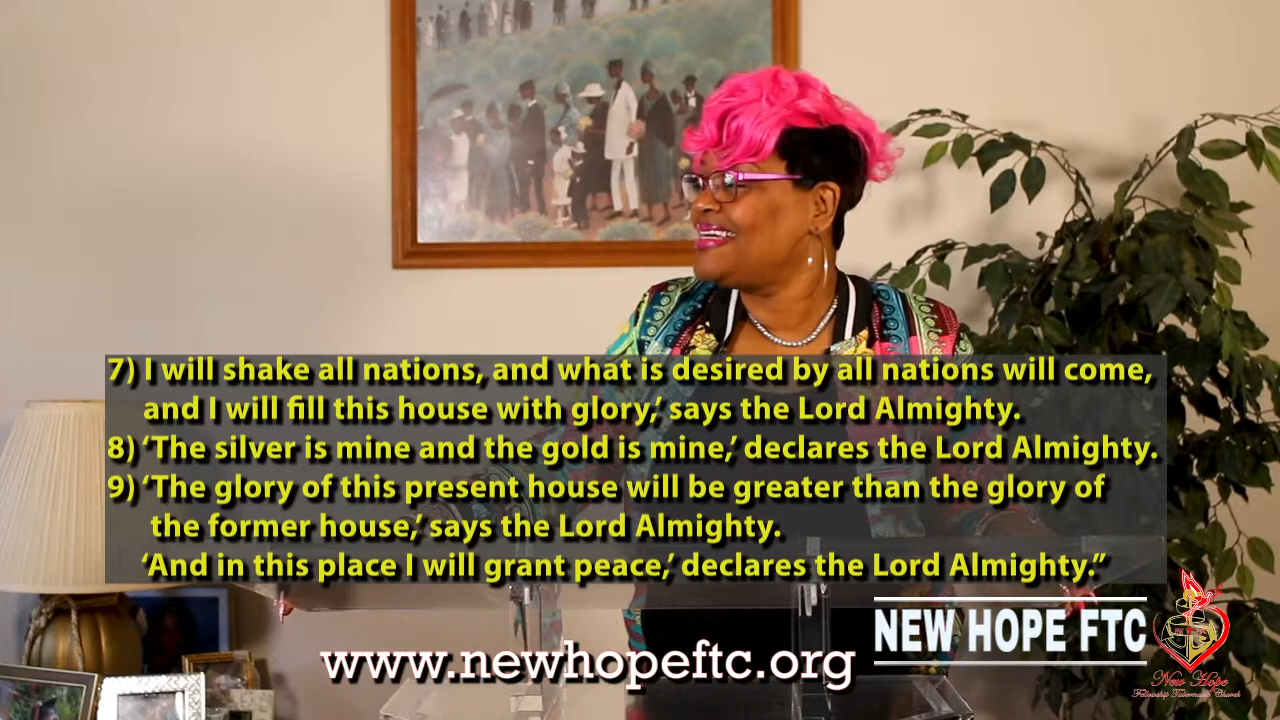 7) I will shake all nations, and what is desired by all nations will come,
and I will fill this house with glory,’ says the Lord Almighty.
8) ‘The silver is mine and the gold is mine,’ declares the Lord Almighty.
9) ‘The glory of this present house will be greater than the glory of
the former house,’ says the Lord Almighty.
‘And in this place I will grant peace,’ declares the Lord Almighty.”
NEW HOPE FTC
www.newhopeftc.org
New Hope
Fellowship Tabernacle Church